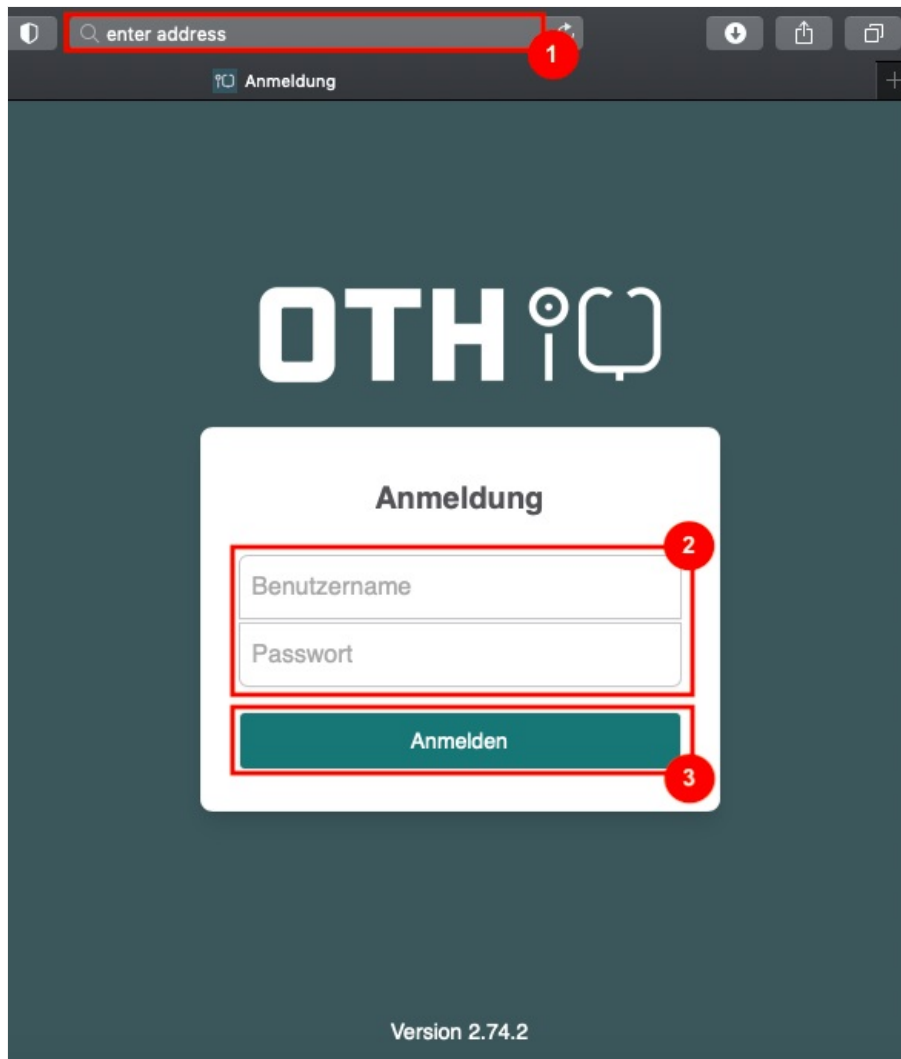 enter address
1
Anmeldung
OTH
Anmeldung
2
Benutzername
Passwort
Anmelden
3
Version 2.74.2